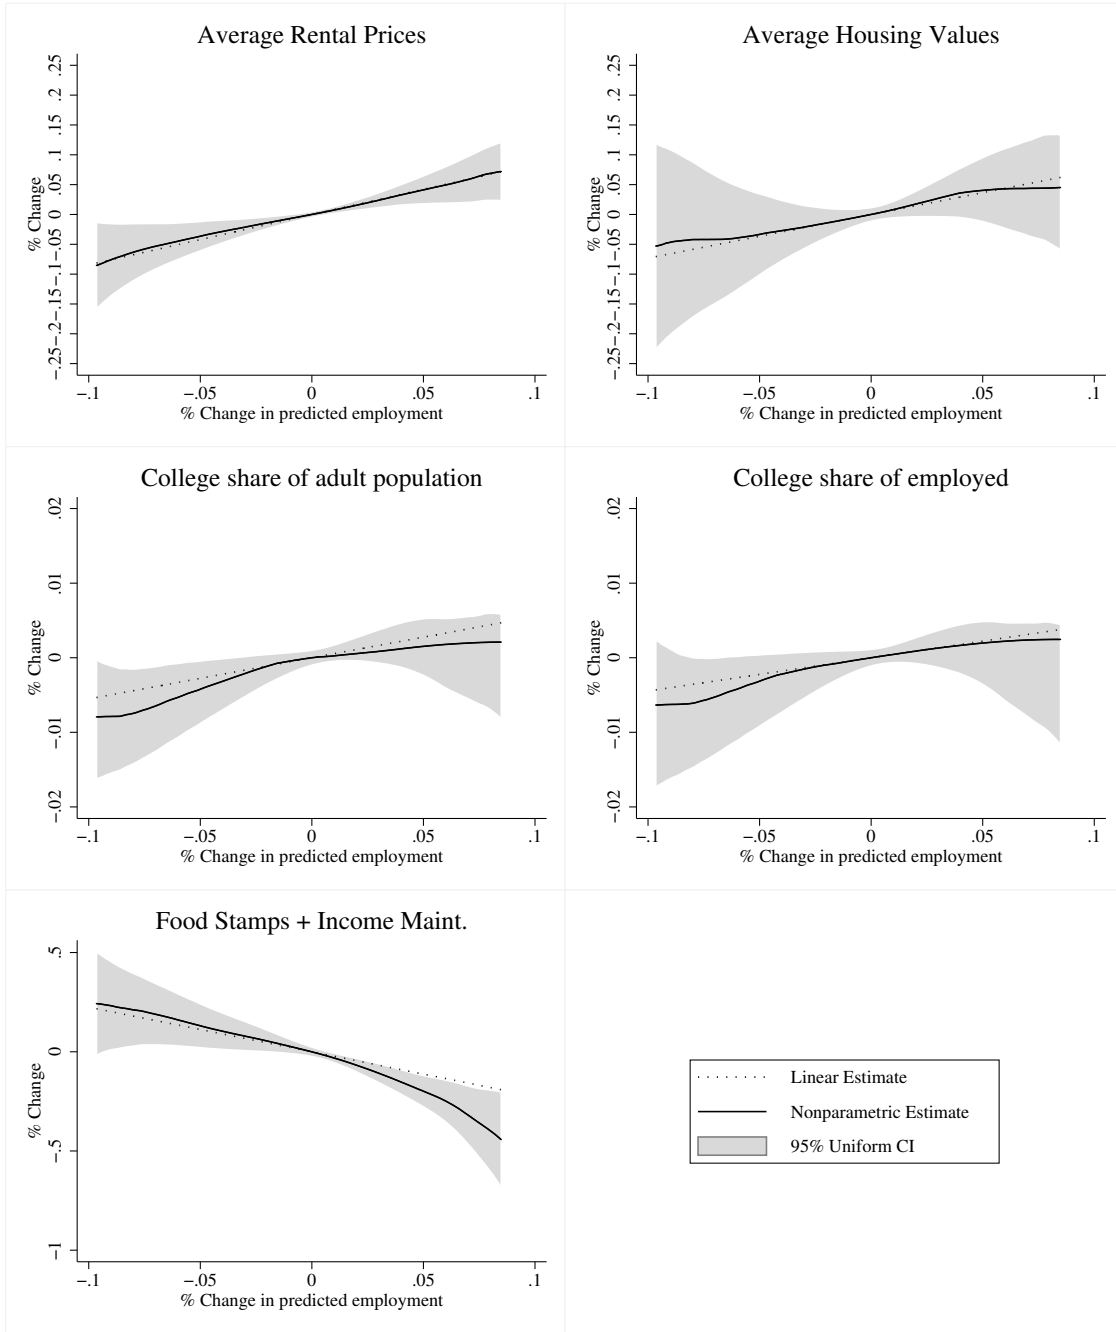 Average Rental Prices
% Change
.25
.2
.15
.1
.05
0
−.05
−.1
−.15
−.2
−.25
−.1 −.05 0 .05 .1
% Change in predicted employment
Average Housing Values
% Change
.25
.2
.15
.1
.05
0
−.05
−.1
−.15
−.2
−.25
−.1 −.05 0 .05 .1
% Change in predicted employment
College share of adult population
% Change
.02
.01
0
−.01
−.02
−.1 −.05 0 .05 .1
% Change in predicted employment
College share of employed
% Change
.02
.01
0
−.01
−.02
−.1 −.05 0 .05 .1
% Change in predicted employment
Food Stamps + Income Maint.
% Change
.5
0
−.5
−1
−.1 −.05 0 .05 .1
% Change in predicted employment
Linear Estimate
Nonparametric Estimate
95% Uniform CI